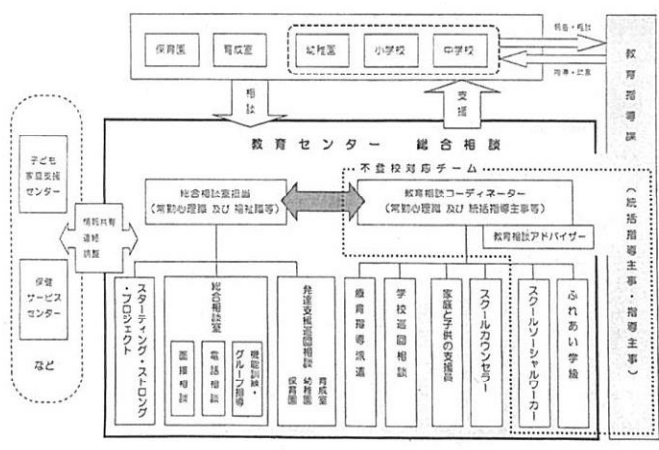 保育園
育成室
幼稚園
小学校
中学校
報告・相談
指導・助言
教育指導課
(統括指導主事・指導主事)
相談
支援
教育センター 総合相談
不登校対応チーム
子ども
家庭支援
センター
保健
サービス
センター
など
情報共有
連絡
調整
総合相談室担当
(常勤心理職 及び 福祉職等)
教育相談コーディネーター
(常勤心理職 及び 統括指導主事等)
教育相談アドバイザー
スターティング・ストロング
・プロジェクト
総合相談室
面接相談
電話相談
機能訓練・
グループ指導
発達支援巡回相談
育成室
幼稚園
保育園
療育指導派遣
学校巡回相談
家庭と子供の支援員
スクールカウンセラー
スクールソーシャルワーカー
ふれあい学級